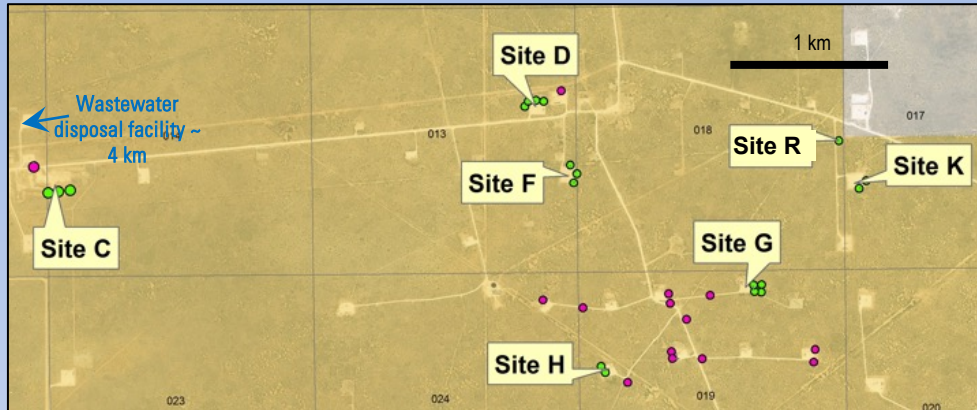 Site D
1 km
Wastewater
disposal facility ~
4 km
013
018
017
Site R
Site F
Site K
Site C
Site G
Site H
023
024
019
020